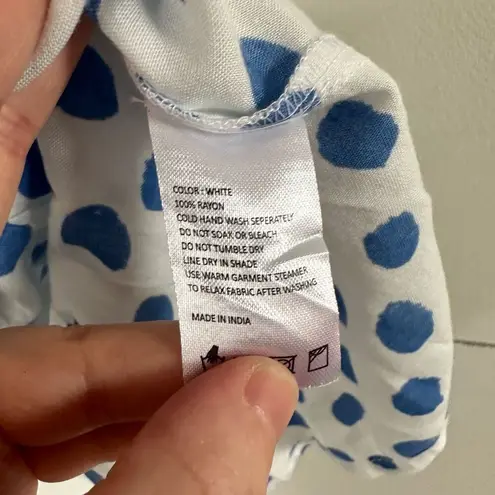 COLOR : WHITE
100% RAYON
COLD HAND WASH SEPERATELY
DO NOT SOAK OR BLEACH
DO NOT TUMBLE DRY
LINE DRY IN SHADE
USE WARM GARMENT STEAMER
TO RELAX FABRIC AFTER WASHING
MADE IN INDIA